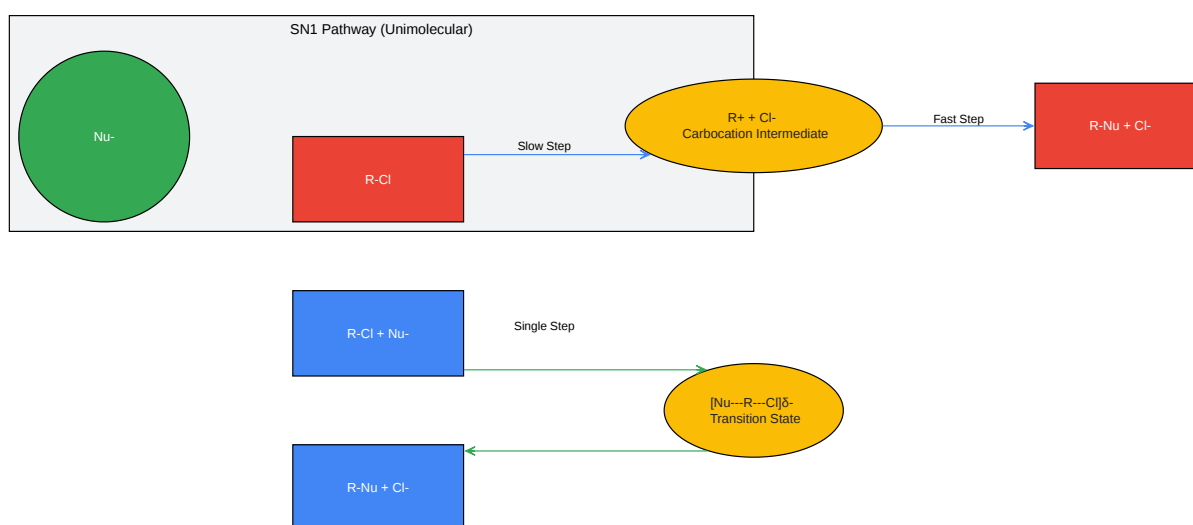 SN1 Pathway (Unimolecular)
Nu-
R-Cl
Slow Step
R+ + Cl-
Carbocation Intermediate
Fast Step
R-Nu + Cl-
R-Cl + Nu-
Single Step
[Nu---R---Cl]δ-
Transition State
R-Nu + Cl-